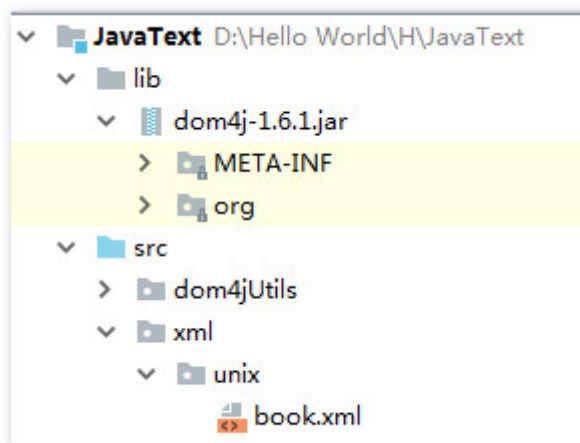 JavaText D:\Hello World\H\JavaText
lib
dom4j-1.6.1.jar
META-INF
org
src
dom4jUtils
xml
unix
book.xml